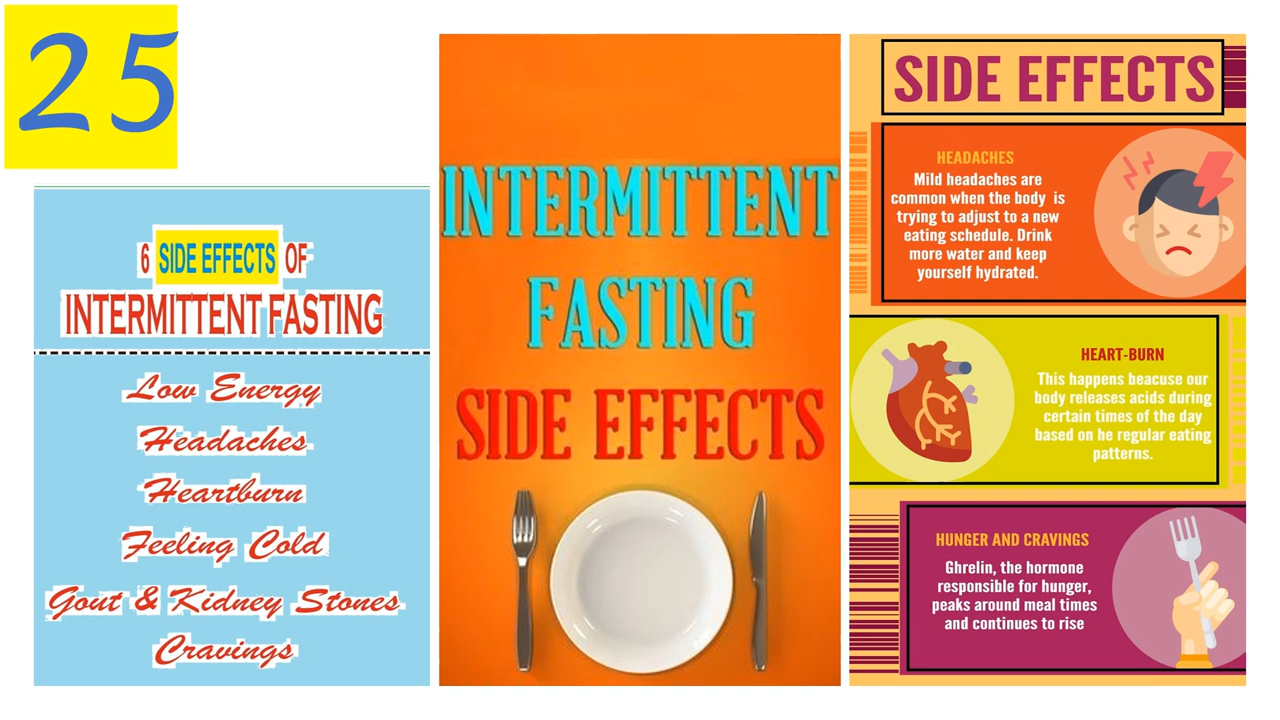 25
6 SIDE EFFECTS OF
INTERMITTENT FASTING
Low Energy
Headaches
Heartburn
Feeling Cold
Gout & Kidney Stones
Cravings
INTERMITTENT
FASTING
SIDE EFFECTS
SIDE EFFECTS
HEADACHES
Mild headaches are
common when the body is
trying to adjust to a new
eating schedule. Drink
more water and keep
yourself hydrated.
HEART-BURN
This happens beacuse our
body releases acids during
certain times of the day
based on he regular eating
patterns.
HUNGER AND CRAVINGS
Ghrelin, the hormone
responsible for hunger,
peaks around meal times
and continues to rise